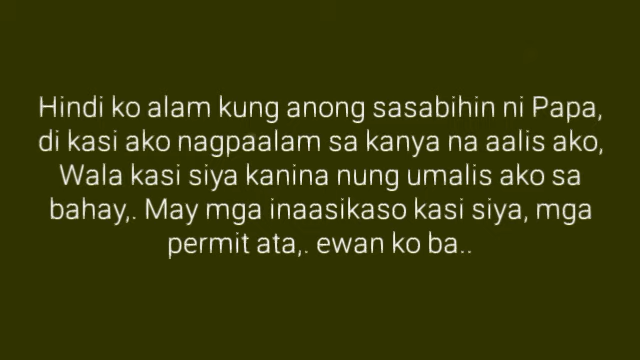 Hindi ko alam kung anong sasabihin ni Papa,
di kasi ako nagpaalam sa kanya na aalis ako,
Wala kasi siya kanina nung umalis ako sa
bahay,. May mga inaasikaso kasi siya, mga
permit ata,. ewan ko ba..